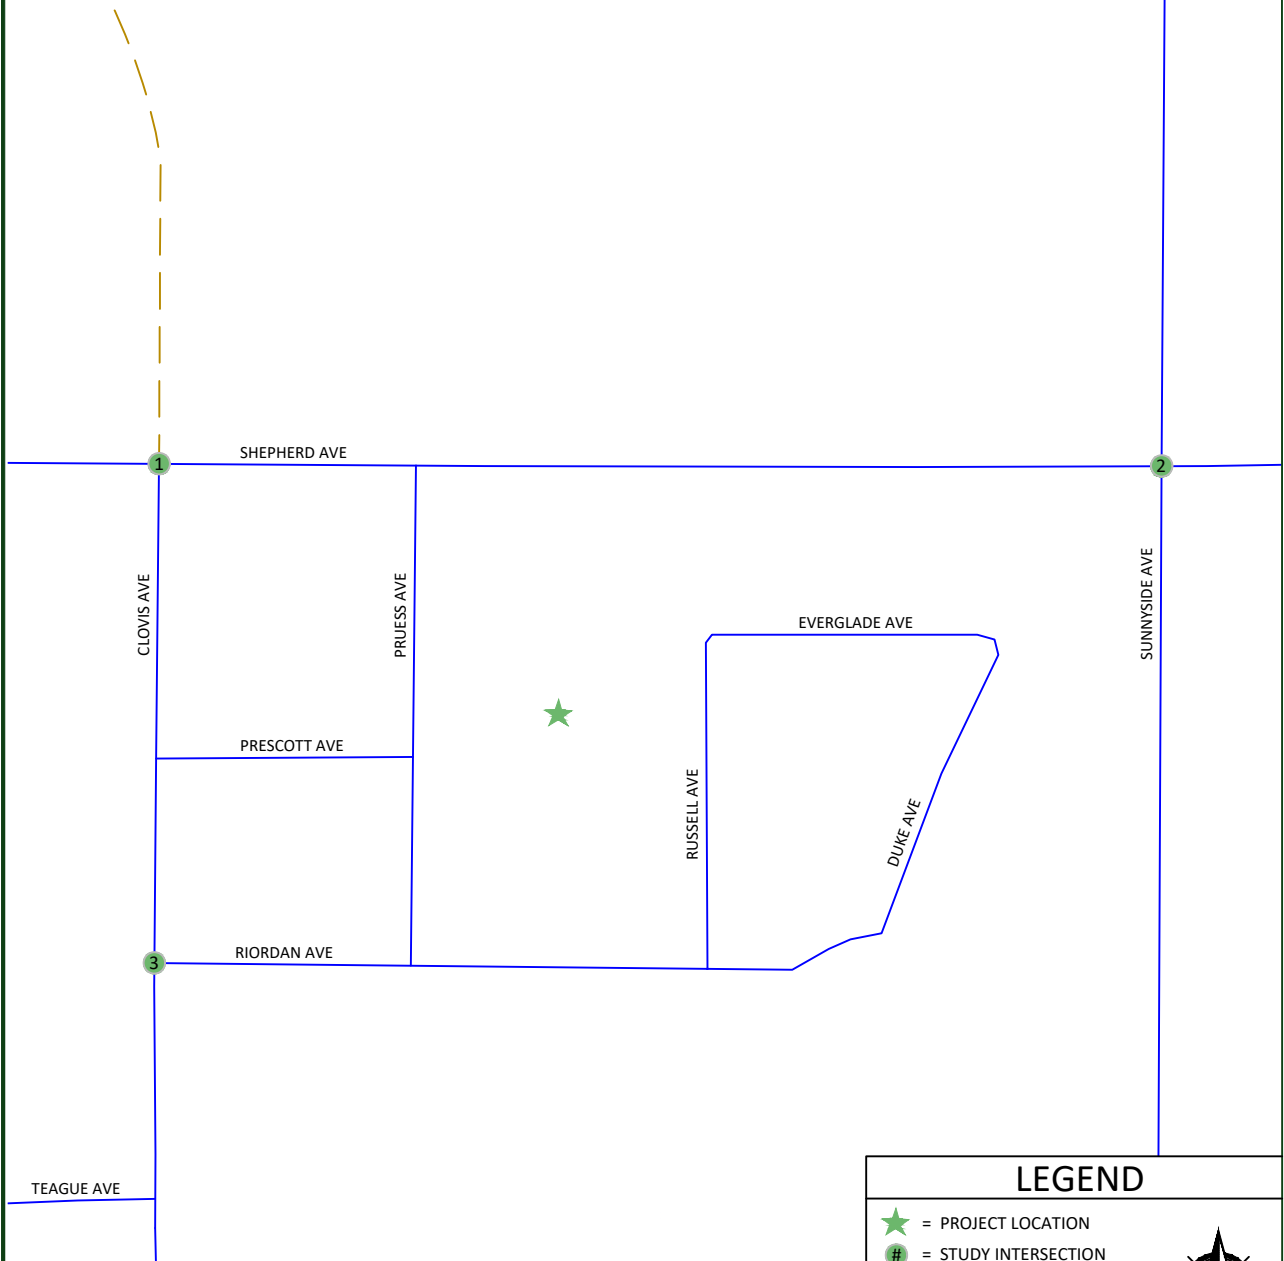 SHEPHERD AVE
1
2
CLOVIS AVE
PRUESS AVE
SUNNYSIDE AVE
EVERGLADE AVE
PRESCOTT AVE
RUSSELL AVE
DUKE AVE
RIORDAN AVE
3
TEAGUE AVE
LEGEND
= PROJECT LOCATION
# = STUDY INTERSECTION